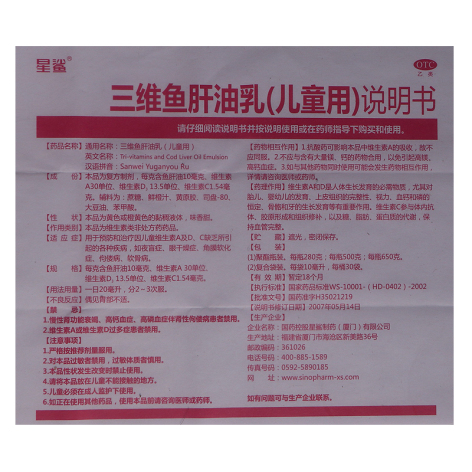 星鲨®
OTC
乙类
三维鱼肝油乳(儿童用)说明书
请仔细阅读说明书并按说明使用或在药师指导下购买和使用。
【药品名称】通用名称：三维鱼肝油乳（儿童用）
英文名称：Tri-vitamins and Cod Liver Oil Emulsion
汉语拼音：Sanwei Yuganyou Ru
【成 份】本品为复方制剂，每克含鱼肝油10毫克，维生素
A30单位，维生素D, 13.5单位，维生素C1.54毫
克。辅料为：蔗糖，鲜橙汁、黄原胶、司盘-80、
大豆油、苯甲酸。
【性 状】本品为黄色或橙黄色的黏稠液体，味香甜。
【作用类别】本品为维生素类非处方药药品。
【适 应 症】用于预防和治疗因儿童维生素A及D、C缺乏所引
起的各种疾病，如夜盲症、眼干燥症、角膜软化
症、佝偻病、软骨病。
【规 格】每克含鱼肝油10毫克、维生素A 30单位、
维生素D, 13.5单位、维生素C1.54毫克
【用法用量】一日20毫升，分2~3次服。
【不良反应】偶见胃部不适。
【禁 忌】
1.慢性肾功能衰竭、高钙血症、高磷血症伴肾性佝偻病患者禁用。
2.维生素A或维生素D过多症患者禁用。
【注意事项】
1.严格按推荐剂量服用。
2.对本品过敏者禁用，过敏体质者慎用。
3.本品性状发生改变时禁止使用。
4.请将本品放在儿童不能接触的地方。
5.儿童必须在成人监护下使用。
6.如正在使用其他药品，使用本品前请咨询医师或药师。
【药物相互作用】1.抗酸药可影响本品中维生素A的吸收，故不
应同服。2.不应与含有大量镁、钙的药物合用，以免引起高镁、
高钙血症。3.如与其他药物同时使用可能会发生药物相互作用，
详情请咨询医师或药师。
【药理作用】维生素A和D是人体生长发育的必需物质，尤其对
胎儿、婴幼儿的发育，上皮组织的完整性、视力、血钙和磷的
恒定、骨骼和牙的生长发育等有重要作用。维生素C参与体内抗
体、胶原形成和组织修补，以及糖、脂肪、蛋白质的代谢，保
持血管完整。
【贮 藏】遮光，密闭保存。
【包 装】
(1)聚酯瓶装。每瓶280克；每瓶500克；每瓶650克。
(2)复合袋装。每袋10毫升，每桶30袋。
【有 效 期】暂定18个月
【执行标准】国家药品标准WS-10001-（HD-0402）-2002
【批准文号】国药准字H35021219
【说明书修订日期】2007年05月14日
【生产企业】
企业名称：国药控股星鲨制药（厦门）有限公司
生产地址：福建省厦门市海沧区新美路36号
邮政编码：361026
电话号码：400-885-1589
传真号码：0592-5890185
网 址：www.sinopharm-xs.com
如有问题可与生产企业联系。